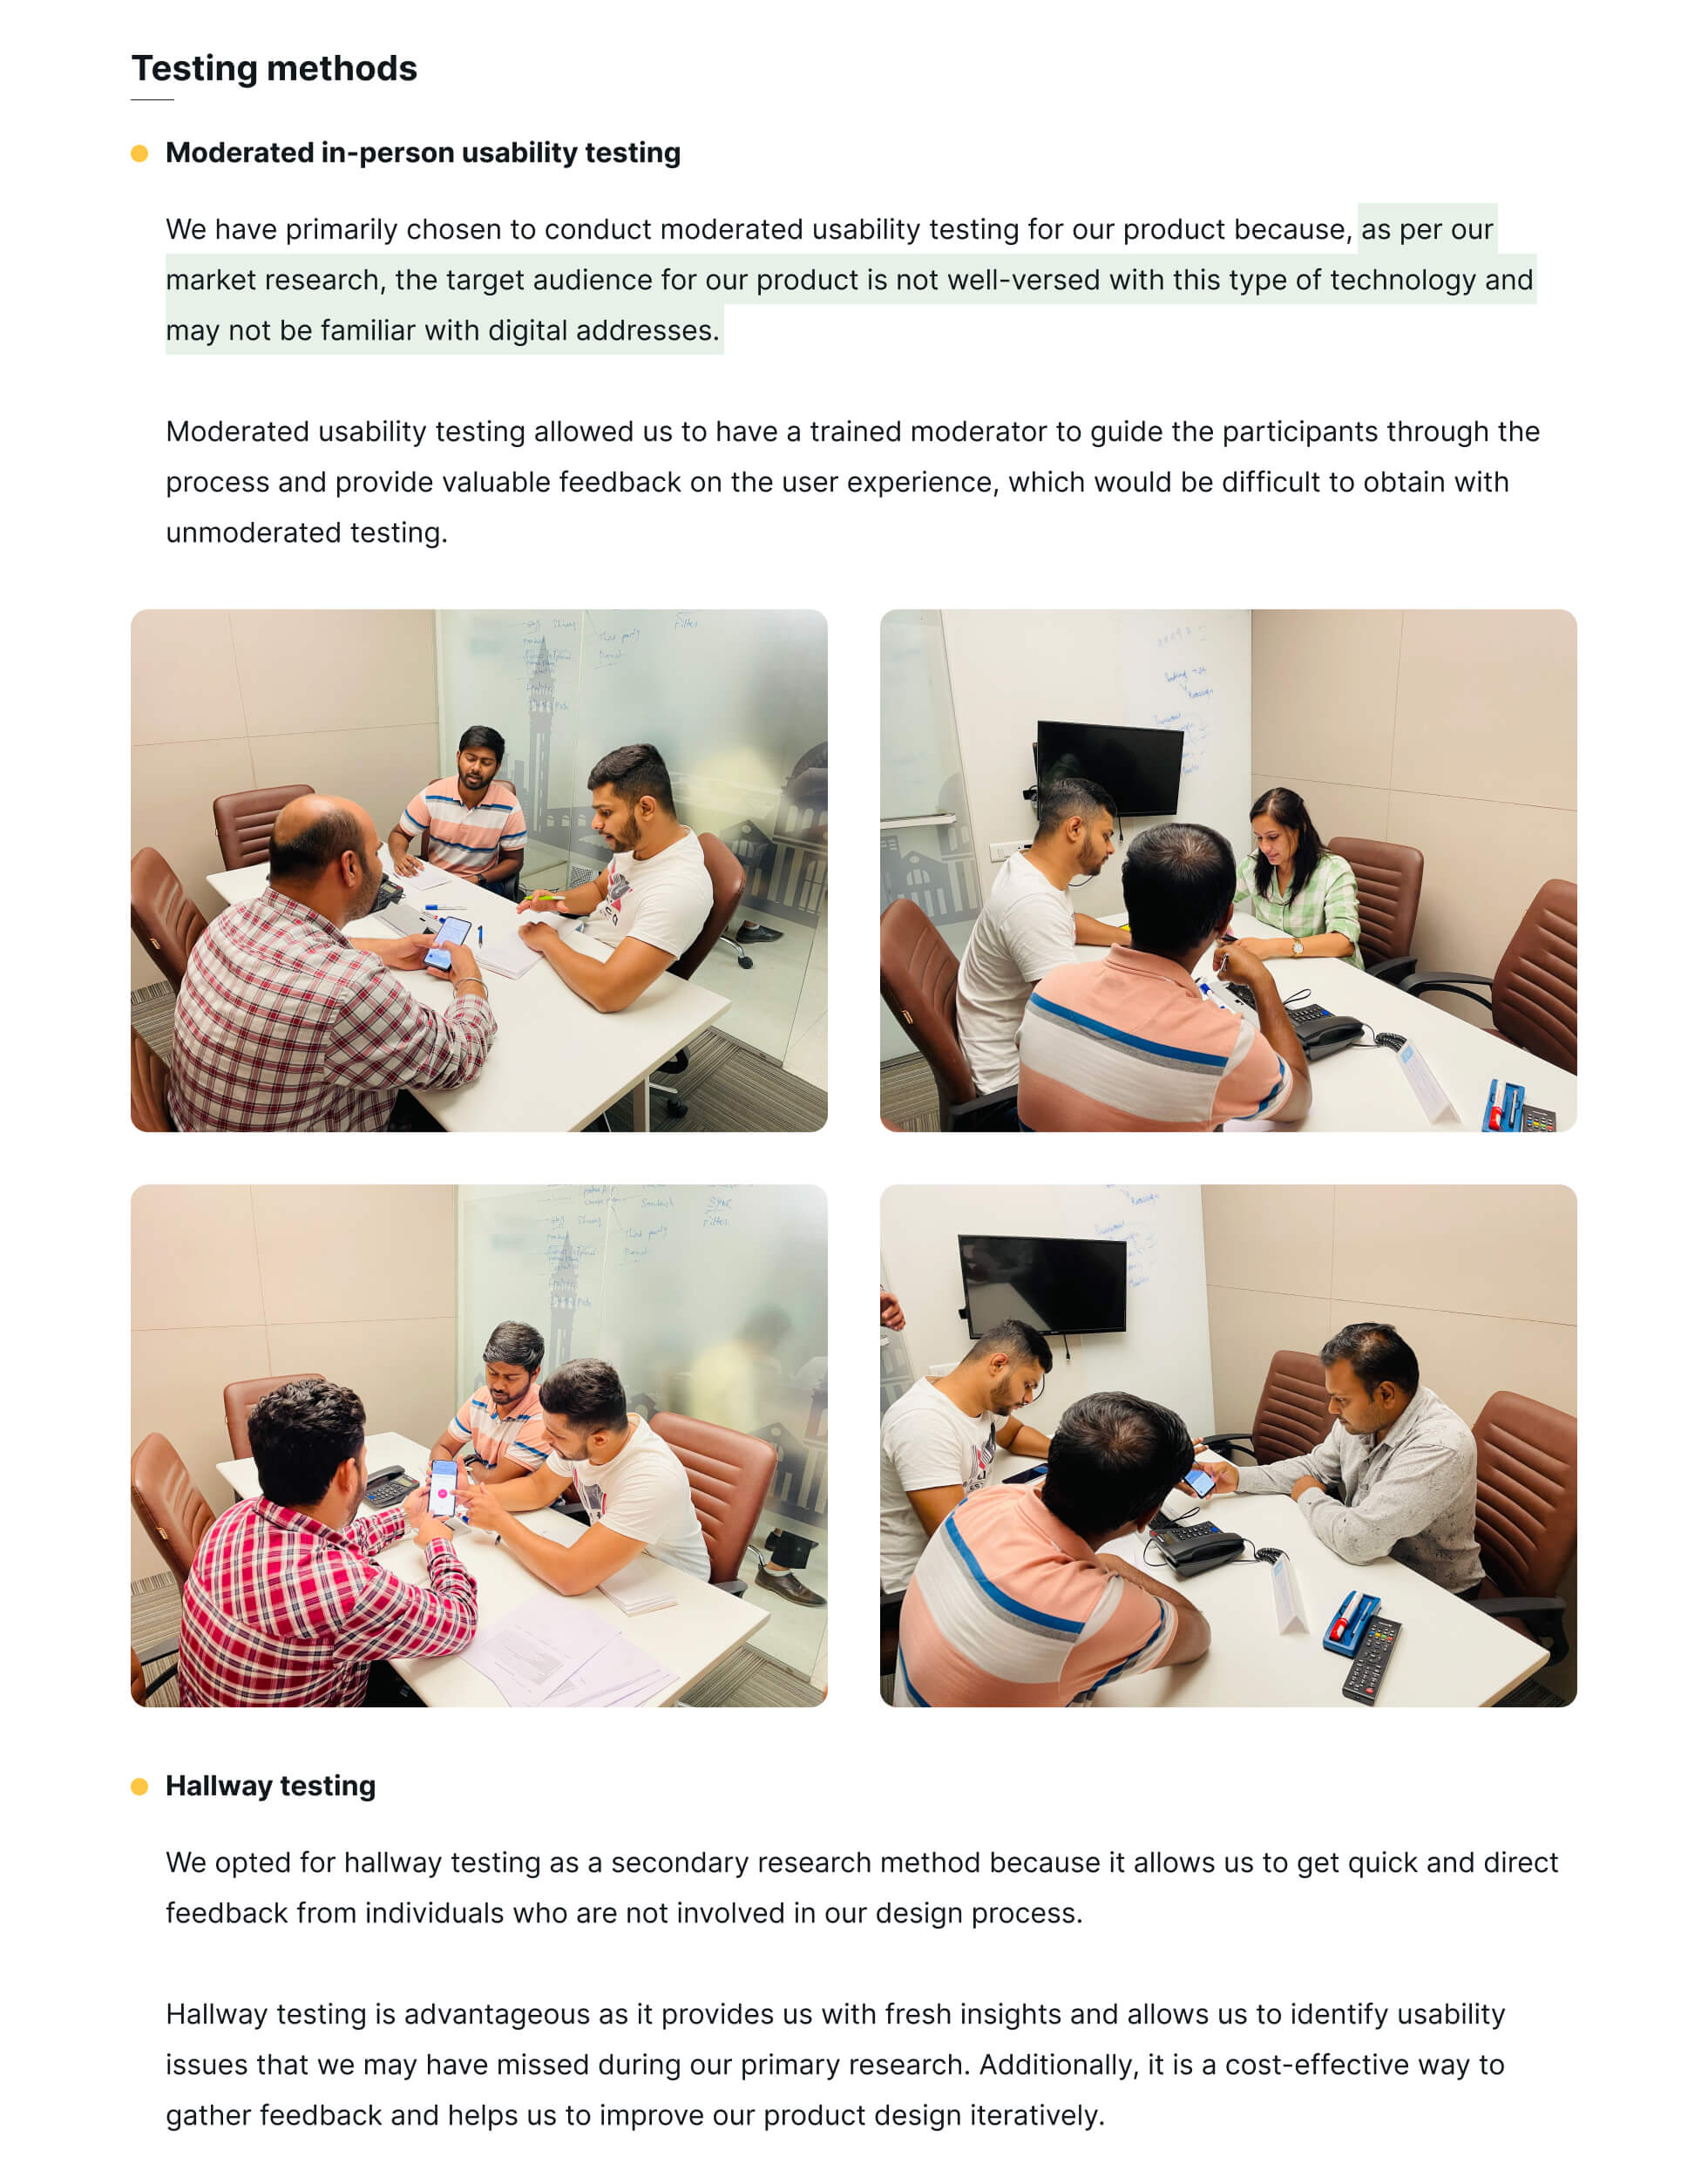 Testing methods
Moderated in-person usability testing
We have primarily chosen to conduct moderated usability testing for our product because, as per our
market research, the target audience for our product is not well-versed with this type of technology and
may not be familiar with digital addresses.
Moderated usability testing allowed us to have a trained moderator to guide the participants through the
process and provide valuable feedback on the user experience, which would be difficult to obtain with
unmoderated testing.
Hallway testing
We opted for hallway testing as a secondary research method because it allows us to get quick and direct
feedback from individuals who are not involved in our design process.
Hallway testing is advantageous as it provides us with fresh insights and allows us to identify usability
issues that we may have missed during our primary research. Additionally, it is a cost-effective way to
gather feedback and helps us to improve our product design iteratively.